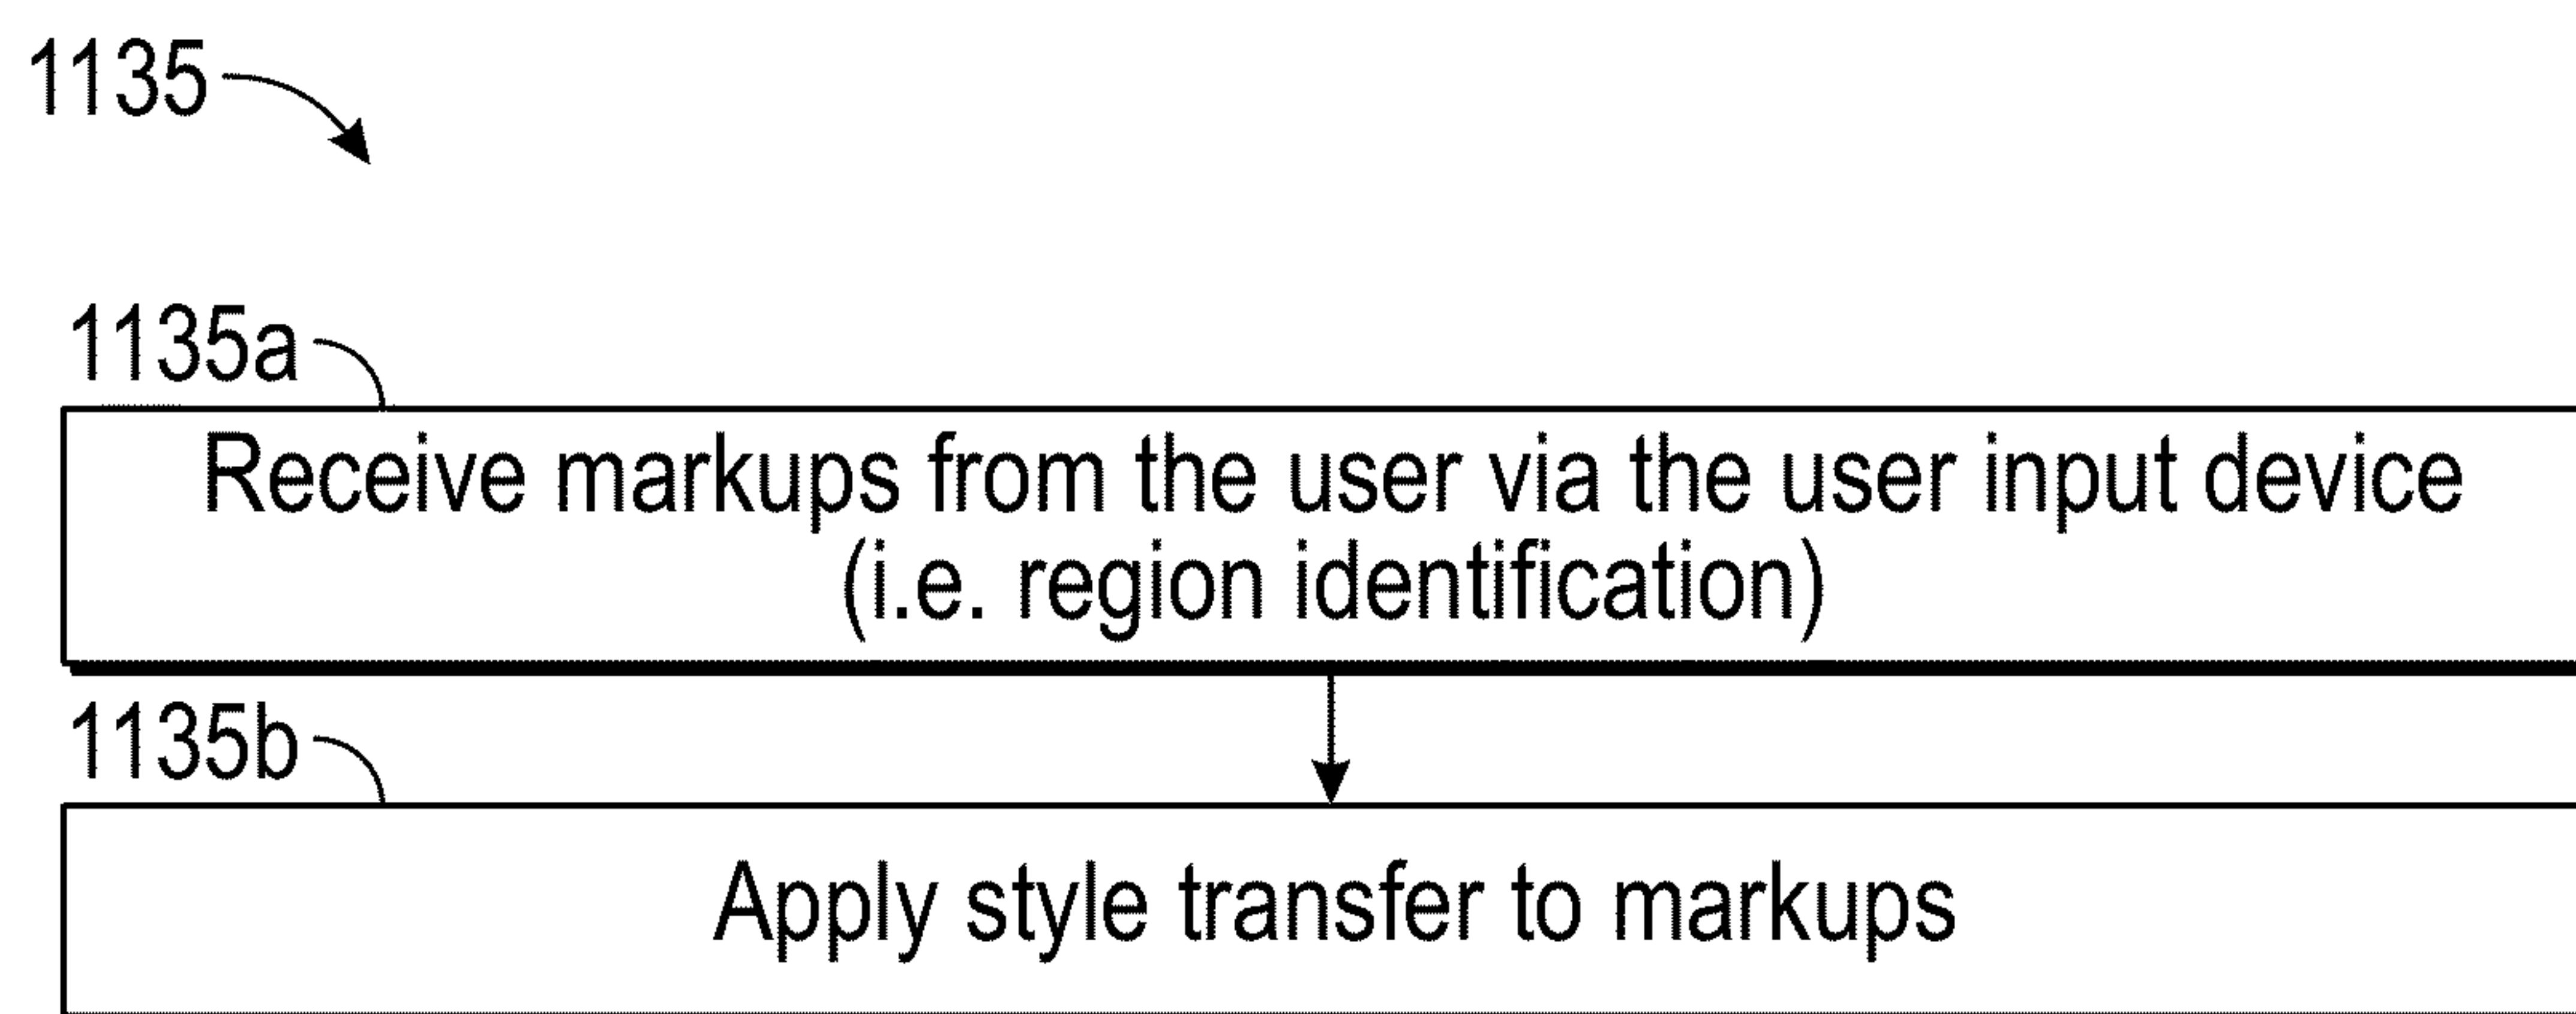 1135
1135a
Receive markups from the user via the user input device
(i.e. region identification)
1135b
Apply style transfer to markups